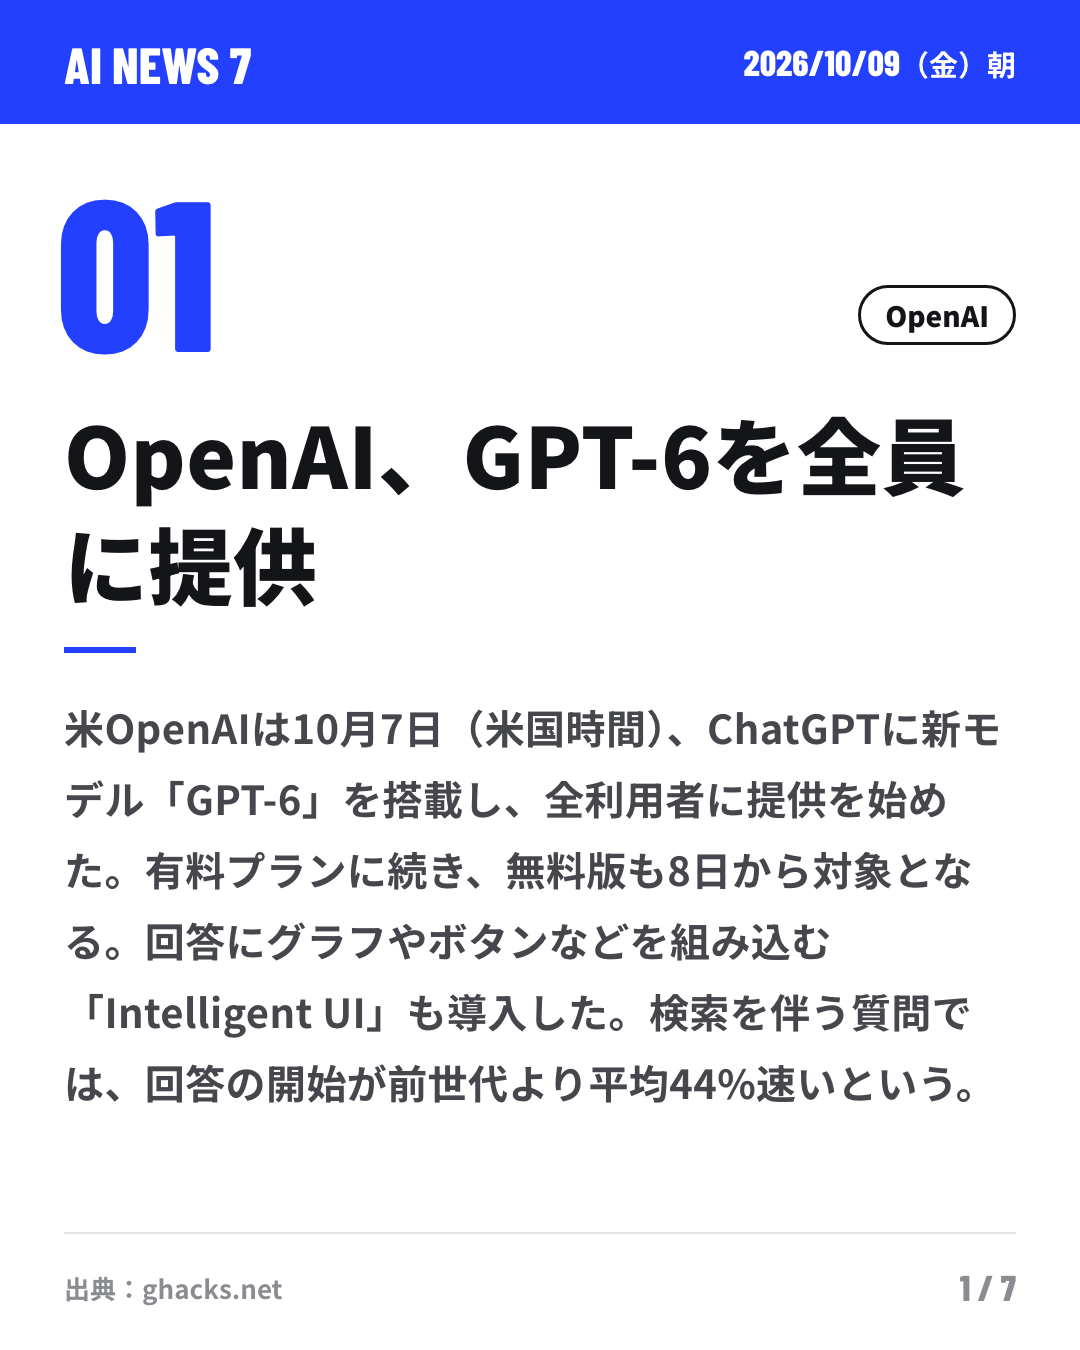 AI NEWS 7
2026/10/09（金）朝
01
OpenAI
OpenAI、GPT-6を全員
に提供
米OpenAIは10月7日（米国時間）、ChatGPTに新モ
デル「GPT-6」を搭載し、全利用者に提供を始め
た。有料プランに続き、無料版も8日から対象とな
る。回答にグラフやボタンなどを組み込む
「Intelligent UI」も導入した。検索を伴う質問で
は、回答の開始が前世代より平均44%速いという。
出典：ghacks.net
1 / 7